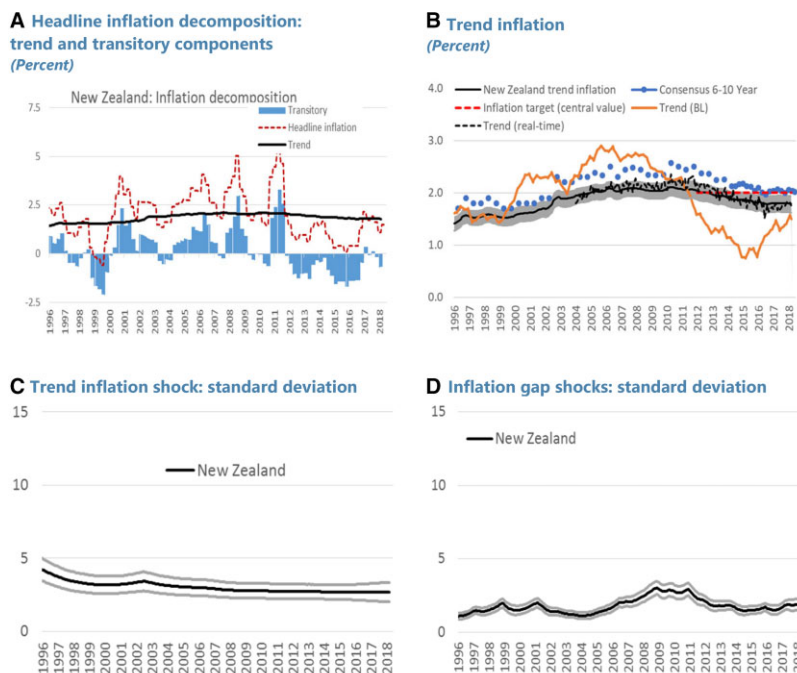 A Headline inflation decomposition:
trend and transitory components
(Percent)
New Zealand: Inflation decomposition
Transitory
Headline inflation
Trend
7.5
5
2.5
0
-2.5
1996 1997 1998 1999 2000 2001 2002 2003 2004 2005 2006 2007 2008 2009 2010 2011 2012 2013 2014 2015 2016 2017 2018
B Trend inflation
(Percent)
New Zealand trend inflation Consensus 6-10 Year
Inflation target (central value) Trend (BL)
Trend (real-time)
4.0
3.0
2.0
1.0
0.0
1996 1997 1998 1999 2000 2001 2002 2003 2004 2005 2006 2007 2008 2009 2010 2011 2012 2013 2014 2015 2016 2017 2018
C Trend inflation shock: standard deviation
15
New Zealand
10
5
0
1996 1997 1998 1999 2000 2001 2002 2003 2004 2005 2006 2007 2008 2009 2010 2011 2012 2013 2014 2015 2016 2017 2018
D Inflation gap shocks: standard deviation
15
New Zealand
10
5
0
1996 1997 1998 1999 2000 2001 2002 2003 2004 2005 2006 2007 2008 2009 2010 2011 2012 2013 2014 2015 2016 2017 2018